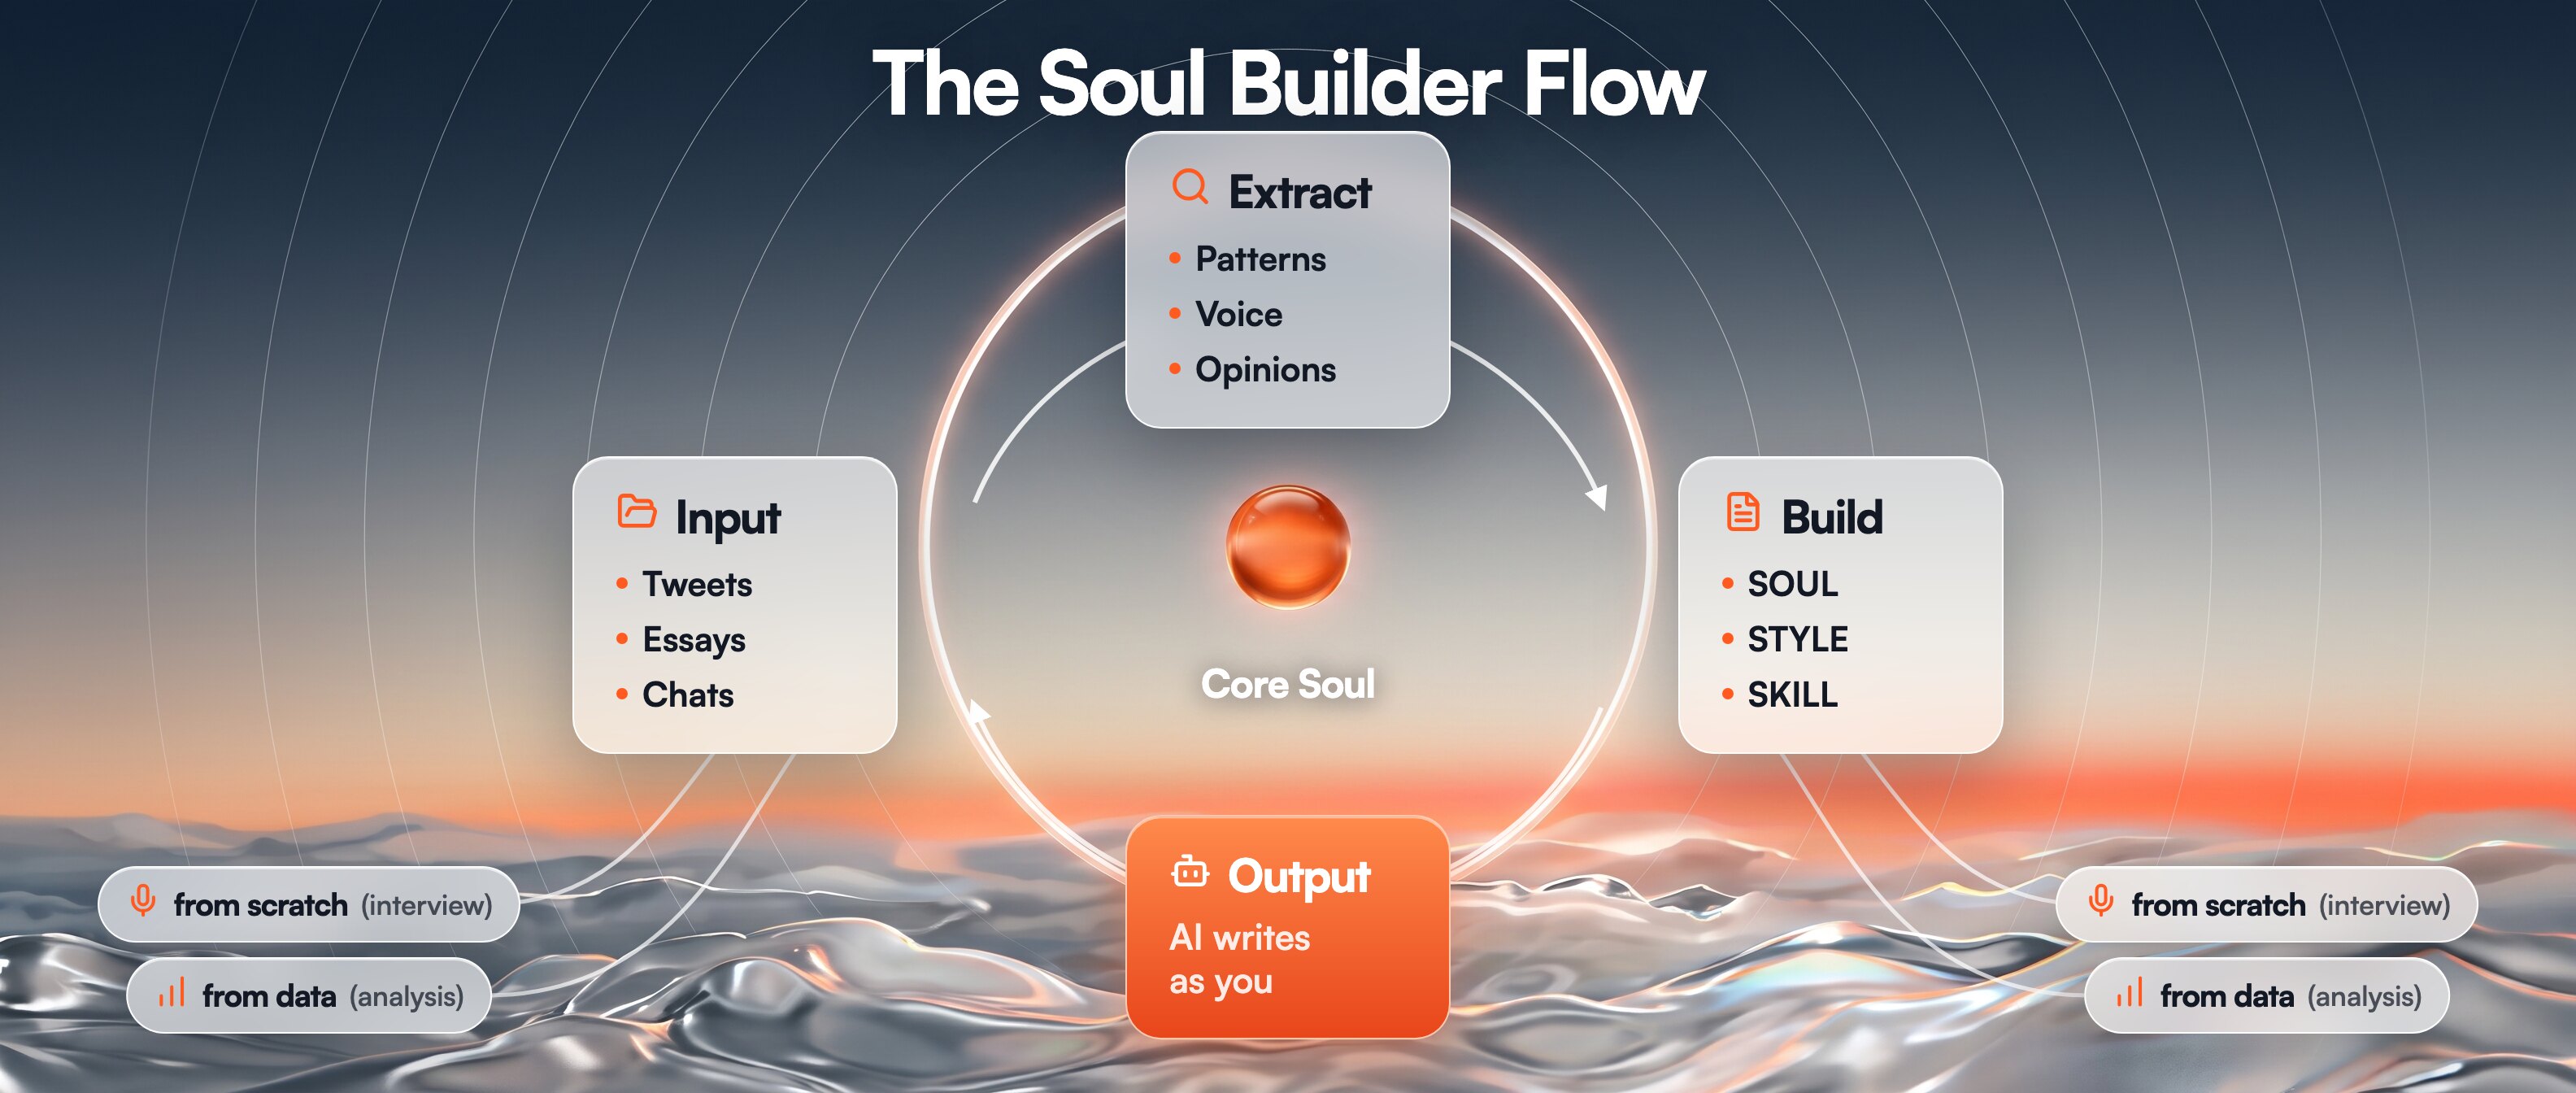 The Soul Builder Flow
Extract
Patterns
Voice
Opinions
Input
Tweets
Essays
Chats
Core Soul
Build
SOUL
STYLE
SKILL
from scratch (interview)
from data (analysis)
Output
AI writes
as you
from scratch (interview)
from data (analysis)